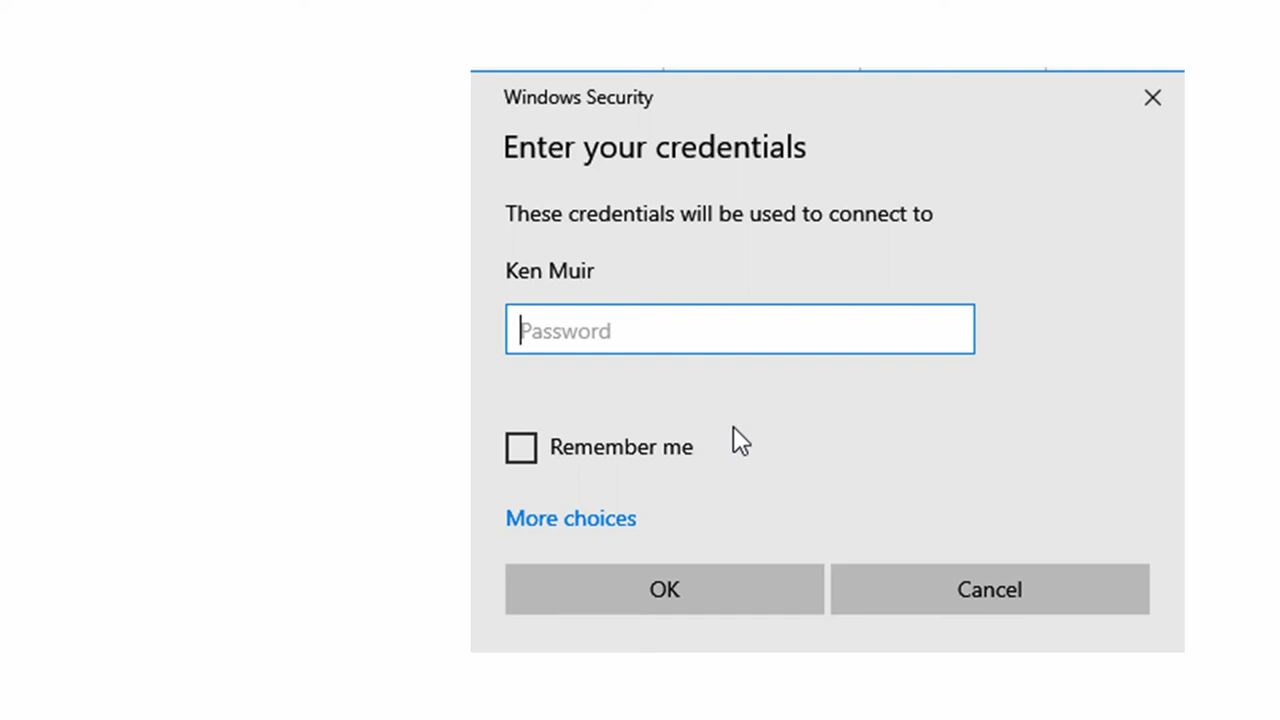 Windows Security
Enter your credentials
These credentials will be used to connect to
Ken Muir
Password
Remember me
More choices
OK
Cancel